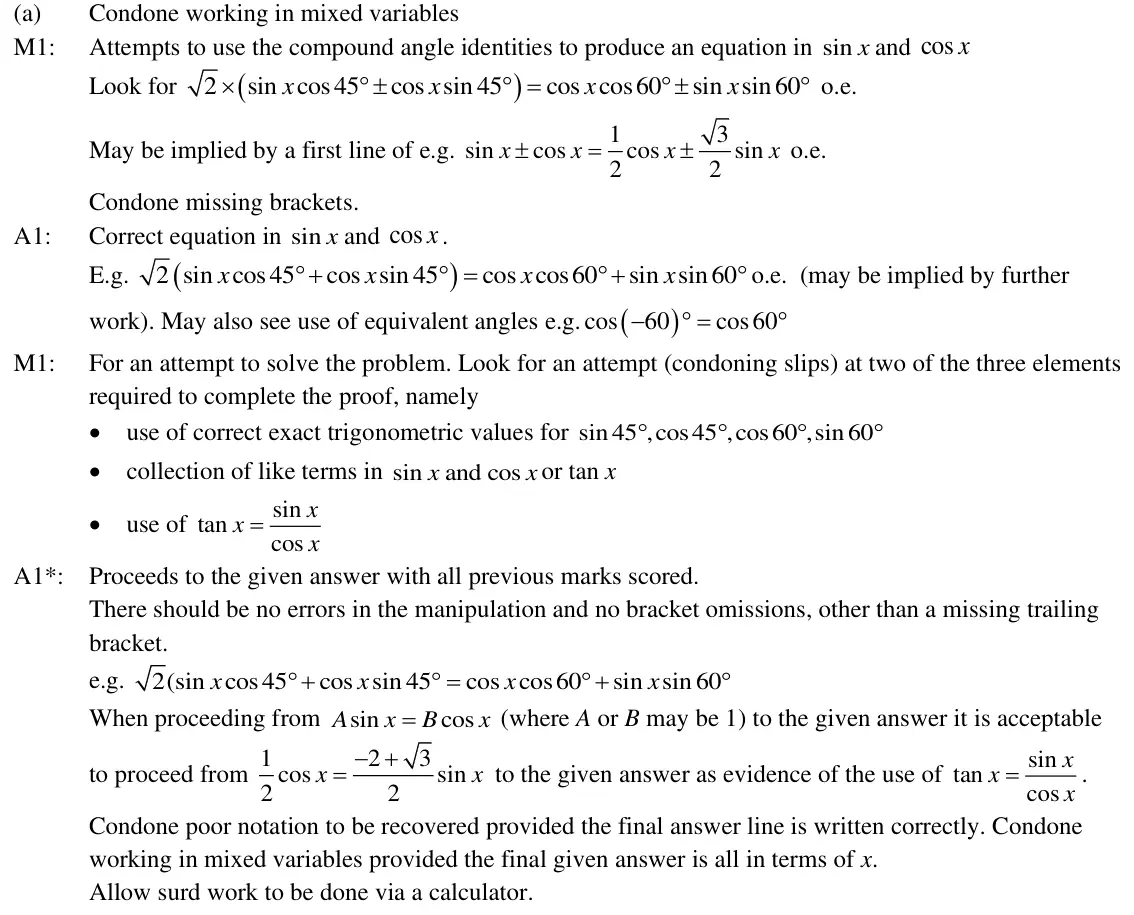 (a) Condone working in mixed variables
M1: Attempts to use the compound angle identities to produce an equation in sin x and cos x
Look for √2×(sin x cos 45° ± cos x sin 45°) = cos x cos 60° ± sin x sin 60° o.e.
May be implied by a first line of e.g. sin x ± cos x = 1/2 cos x ± √3/2 sin x o.e.
Condone missing brackets.
A1: Correct equation in sin x and cos x.
E.g. √2(sin x cos 45° + cos x sin 45°) = cos x cos 60° + sin x sin 60° o.e. (may be implied by further
work). May also see use of equivalent angles e.g. cos(−60)° = cos 60°
M1: For an attempt to solve the problem. Look for an attempt (condoning slips) at two of the three elements
required to complete the proof, namely
• use of correct exact trigonometric values for sin 45°, cos 45°, cos 60°, sin 60°
• collection of like terms in sin x and cos x or tan x
• use of tan x = sin x / cos x
A1*: Proceeds to the given answer with all previous marks scored.
There should be no errors in the manipulation and no bracket omissions, other than a missing trailing
bracket.
e.g. √2(sin x cos 45° + cos x sin 45° = cos x cos 60° + sin x sin 60°
When proceeding from A sin x = B cos x (where A or B may be 1) to the given answer it is acceptable
to proceed from 1/2 cos x = (−2+√3)/2 sin x to the given answer as evidence of the use of tan x = sin x / cos x.
Condone poor notation to be recovered provided the final answer line is written correctly. Condone
working in mixed variables provided the final given answer is all in terms of x.
Allow surd work to be done via a calculator.